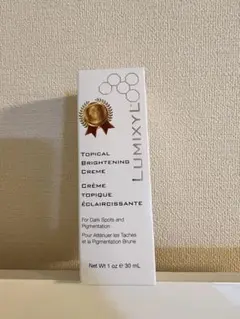 LUMIXYL
TOPICAL
BRIGHTENING
CREME
CRÈME
TOPIQUE
ÉCLAIRCISSANTE
For Dark Spots and
Pigmentation
Pour Atténuer les Taches
et la Pigmentation Brune
Net Wt 1 oz ℮ 30 mL